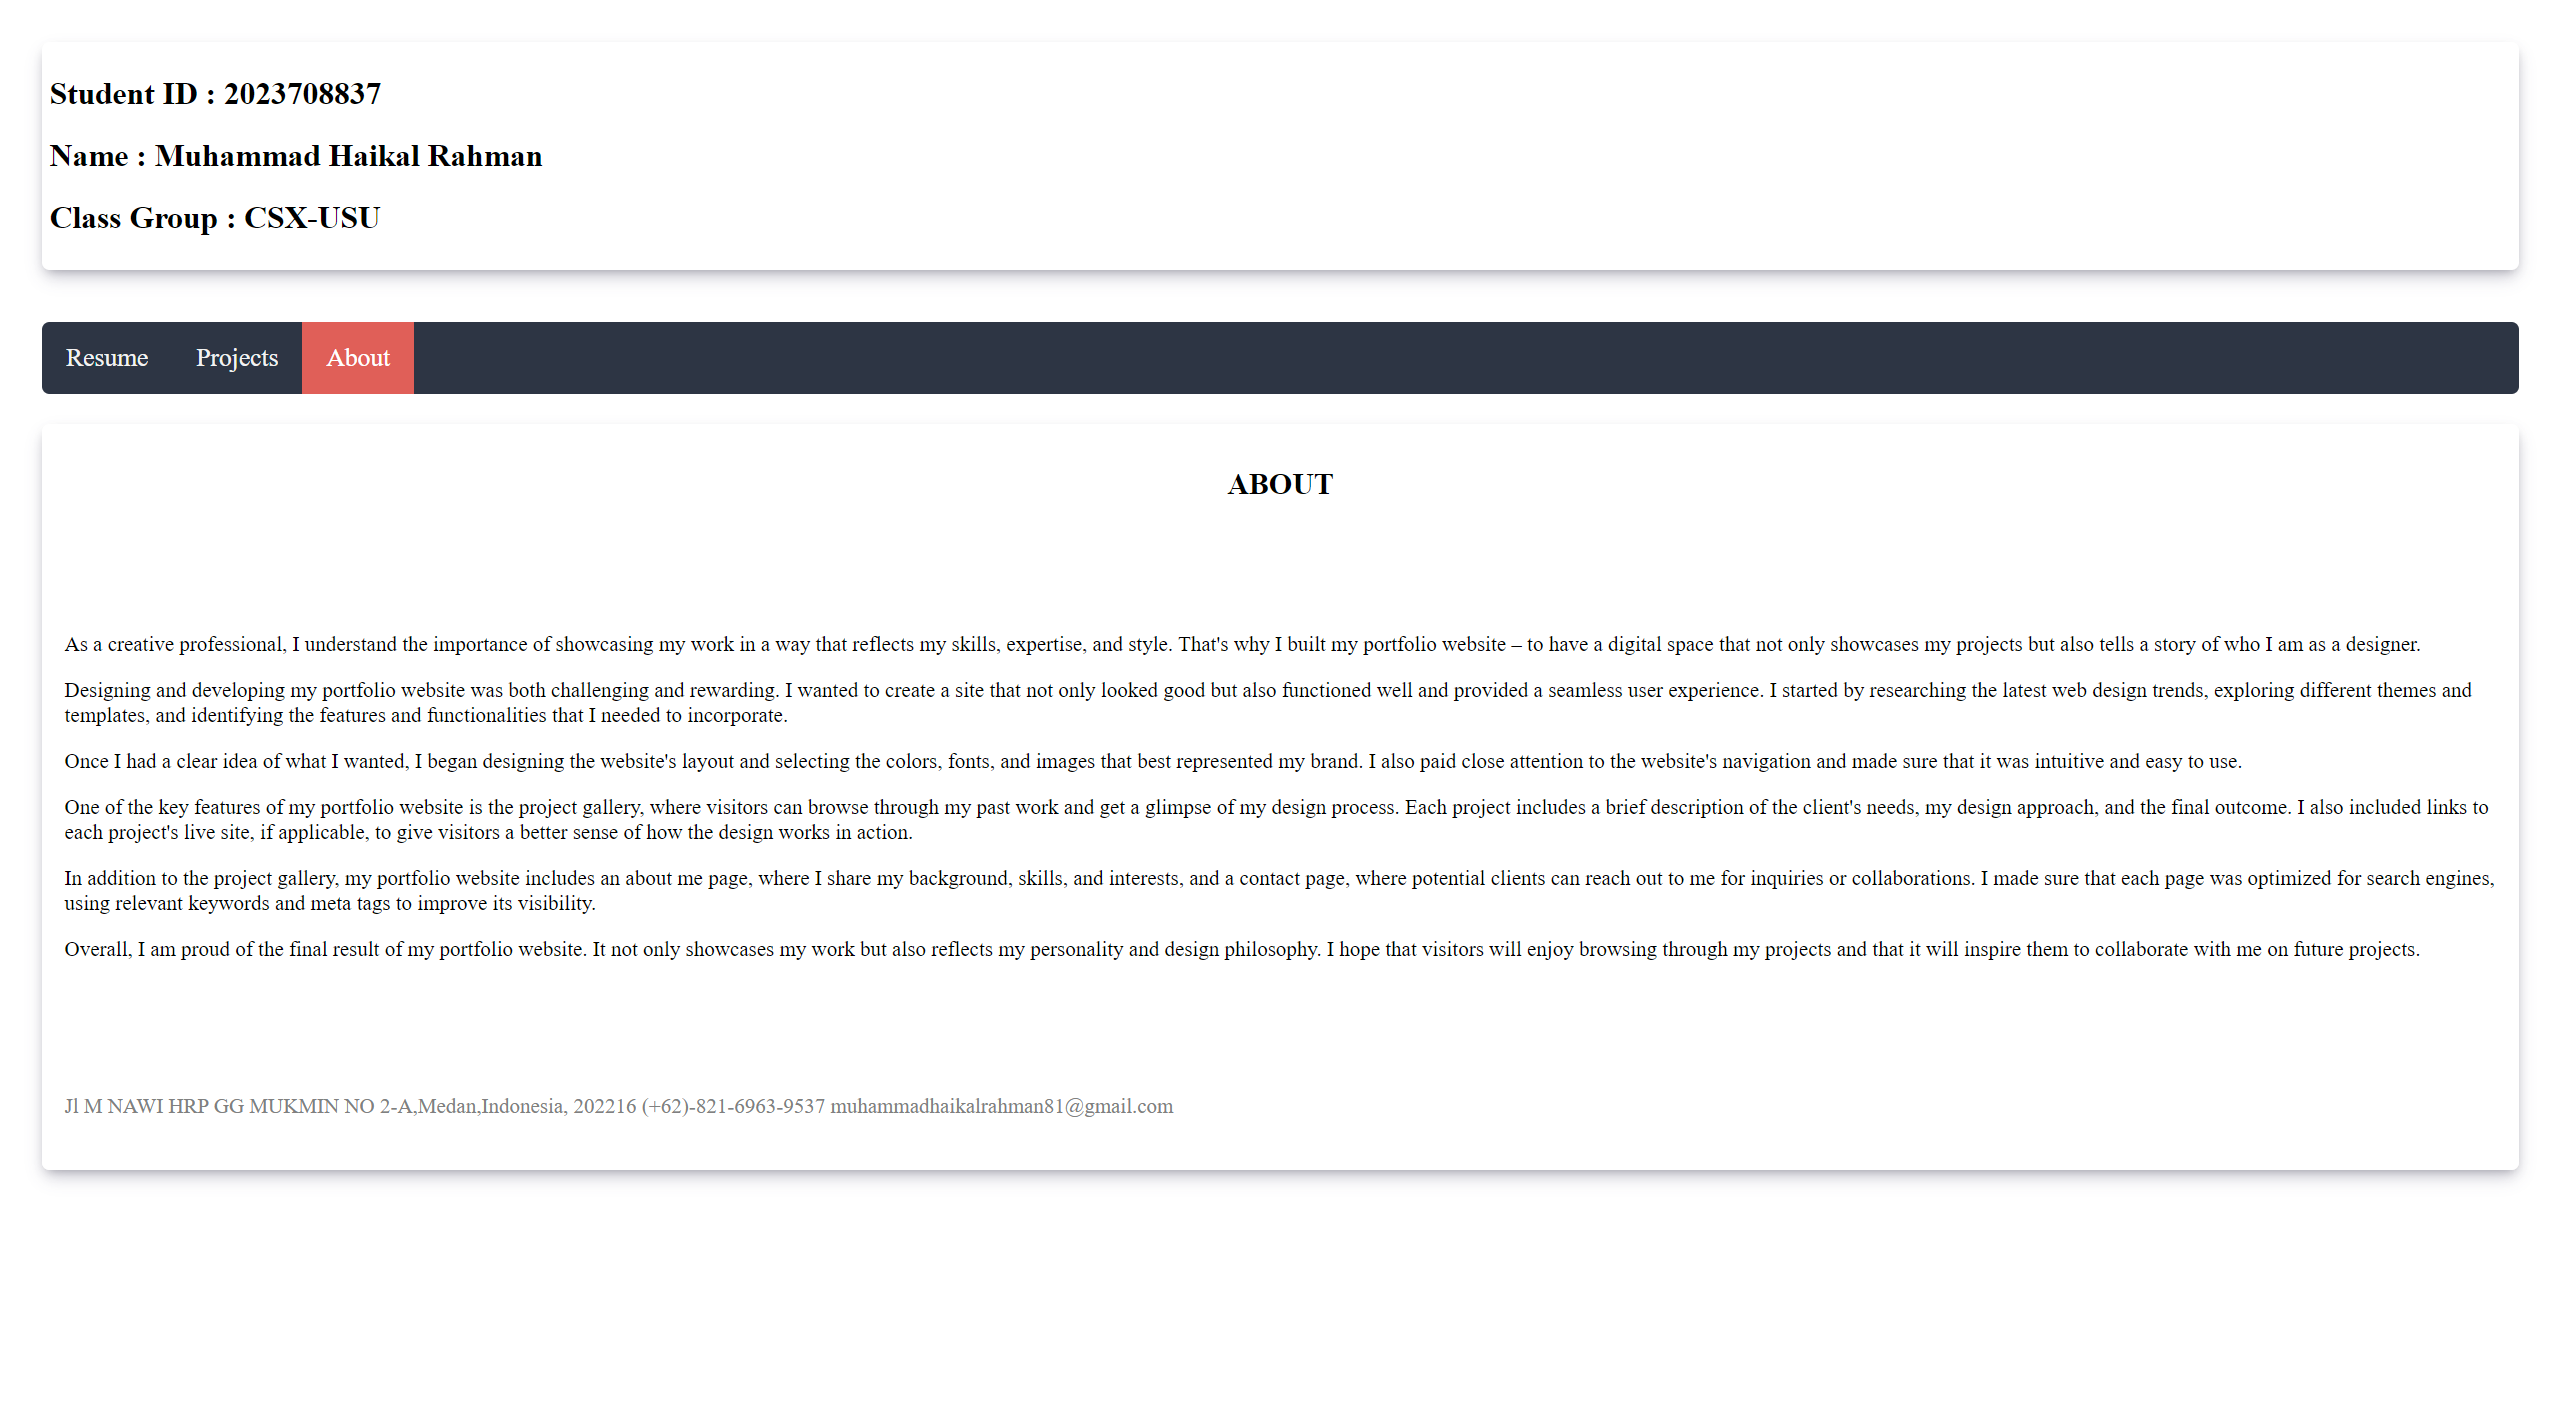 Student ID : 2023708837
Name : Muhammad Haikal Rahman
Class Group : CSX-USU
Resume Projects About
ABOUT
As a creative professional, I understand the importance of showcasing my work in a way that reflects my skills, expertise, and style. That's why I built my portfolio website – to have a digital space that not only showcases my projects but also tells a story of who I am as a designer.
Designing and developing my portfolio website was both challenging and rewarding. I wanted to create a site that not only looked good but also functioned well and provided a seamless user experience. I started by researching the latest web design trends, exploring different themes and
templates, and identifying the features and functionalities that I needed to incorporate.
Once I had a clear idea of what I wanted, I began designing the website's layout and selecting the colors, fonts, and images that best represented my brand. I also paid close attention to the website's navigation and made sure that it was intuitive and easy to use.
One of the key features of my portfolio website is the project gallery, where visitors can browse through my past work and get a glimpse of my design process. Each project includes a brief description of the client's needs, my design approach, and the final outcome. I also included links to
each project's live site, if applicable, to give visitors a better sense of how the design works in action.
In addition to the project gallery, my portfolio website includes an about me page, where I share my background, skills, and interests, and a contact page, where potential clients can reach out to me for inquiries or collaborations. I made sure that each page was optimized for search engines,
using relevant keywords and meta tags to improve its visibility.
Overall, I am proud of the final result of my portfolio website. It not only showcases my work but also reflects my personality and design philosophy. I hope that visitors will enjoy browsing through my projects and that it will inspire them to collaborate with me on future projects.
Jl M NAWI HRP GG MUKMIN NO 2-A,Medan,Indonesia, 202216 (+62)-821-6963-9537 muhammadhaikalrahman81@gmail.com